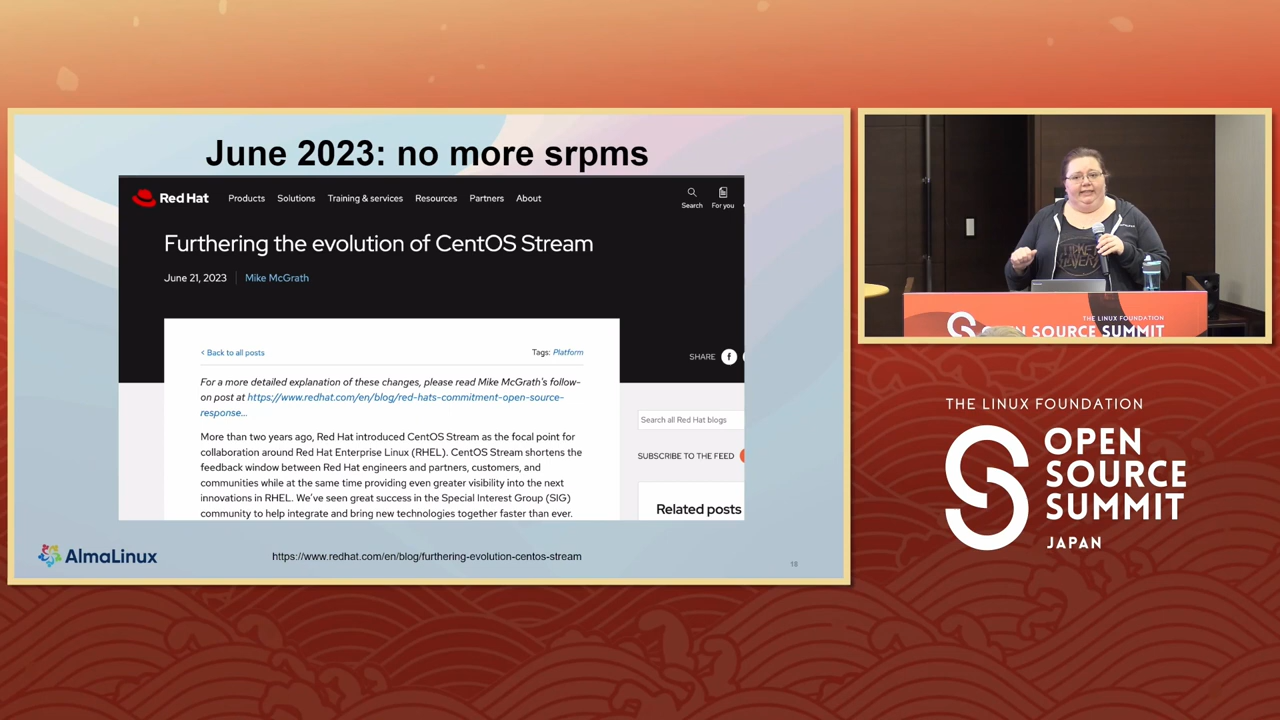 June 2023: no more srpms
Red Hat
Products
Solutions
Training & services
Resources
Partners
About
Search
For you
Furthering the evolution of CentOS Stream
June 21, 2023
Mike McGrath
< Back to all posts
Tags: Platform
SHARE
For a more detailed explanation of these changes, please read Mike McGrath's follow-
on post at https://www.redhat.com/en/blog/red-hats-commitment-open-source-
response...
More than two years ago, Red Hat introduced CentOS Stream as the focal point for
collaboration around Red Hat Enterprise Linux (RHEL). CentOS Stream shortens the
feedback window between Red Hat engineers and partners, customers, and
communities while at the same time providing even greater visibility into the next
innovations in RHEL. We've seen great success in the Special Interest Group (SIG)
community to help integrate and bring new technologies together faster than ever.
Search all Red Hat blogs
SUBSCRIBE TO THE FEED
Related posts
AlmaLinux
https://www.redhat.com/en/blog/furthering-evolution-centos-stream
18
THE LINUX FOUNDATION
OPEN SOURCE SUMMIT
THE LINUX FOUNDATION
OPEN
SOURCE
SUMMIT
JAPAN